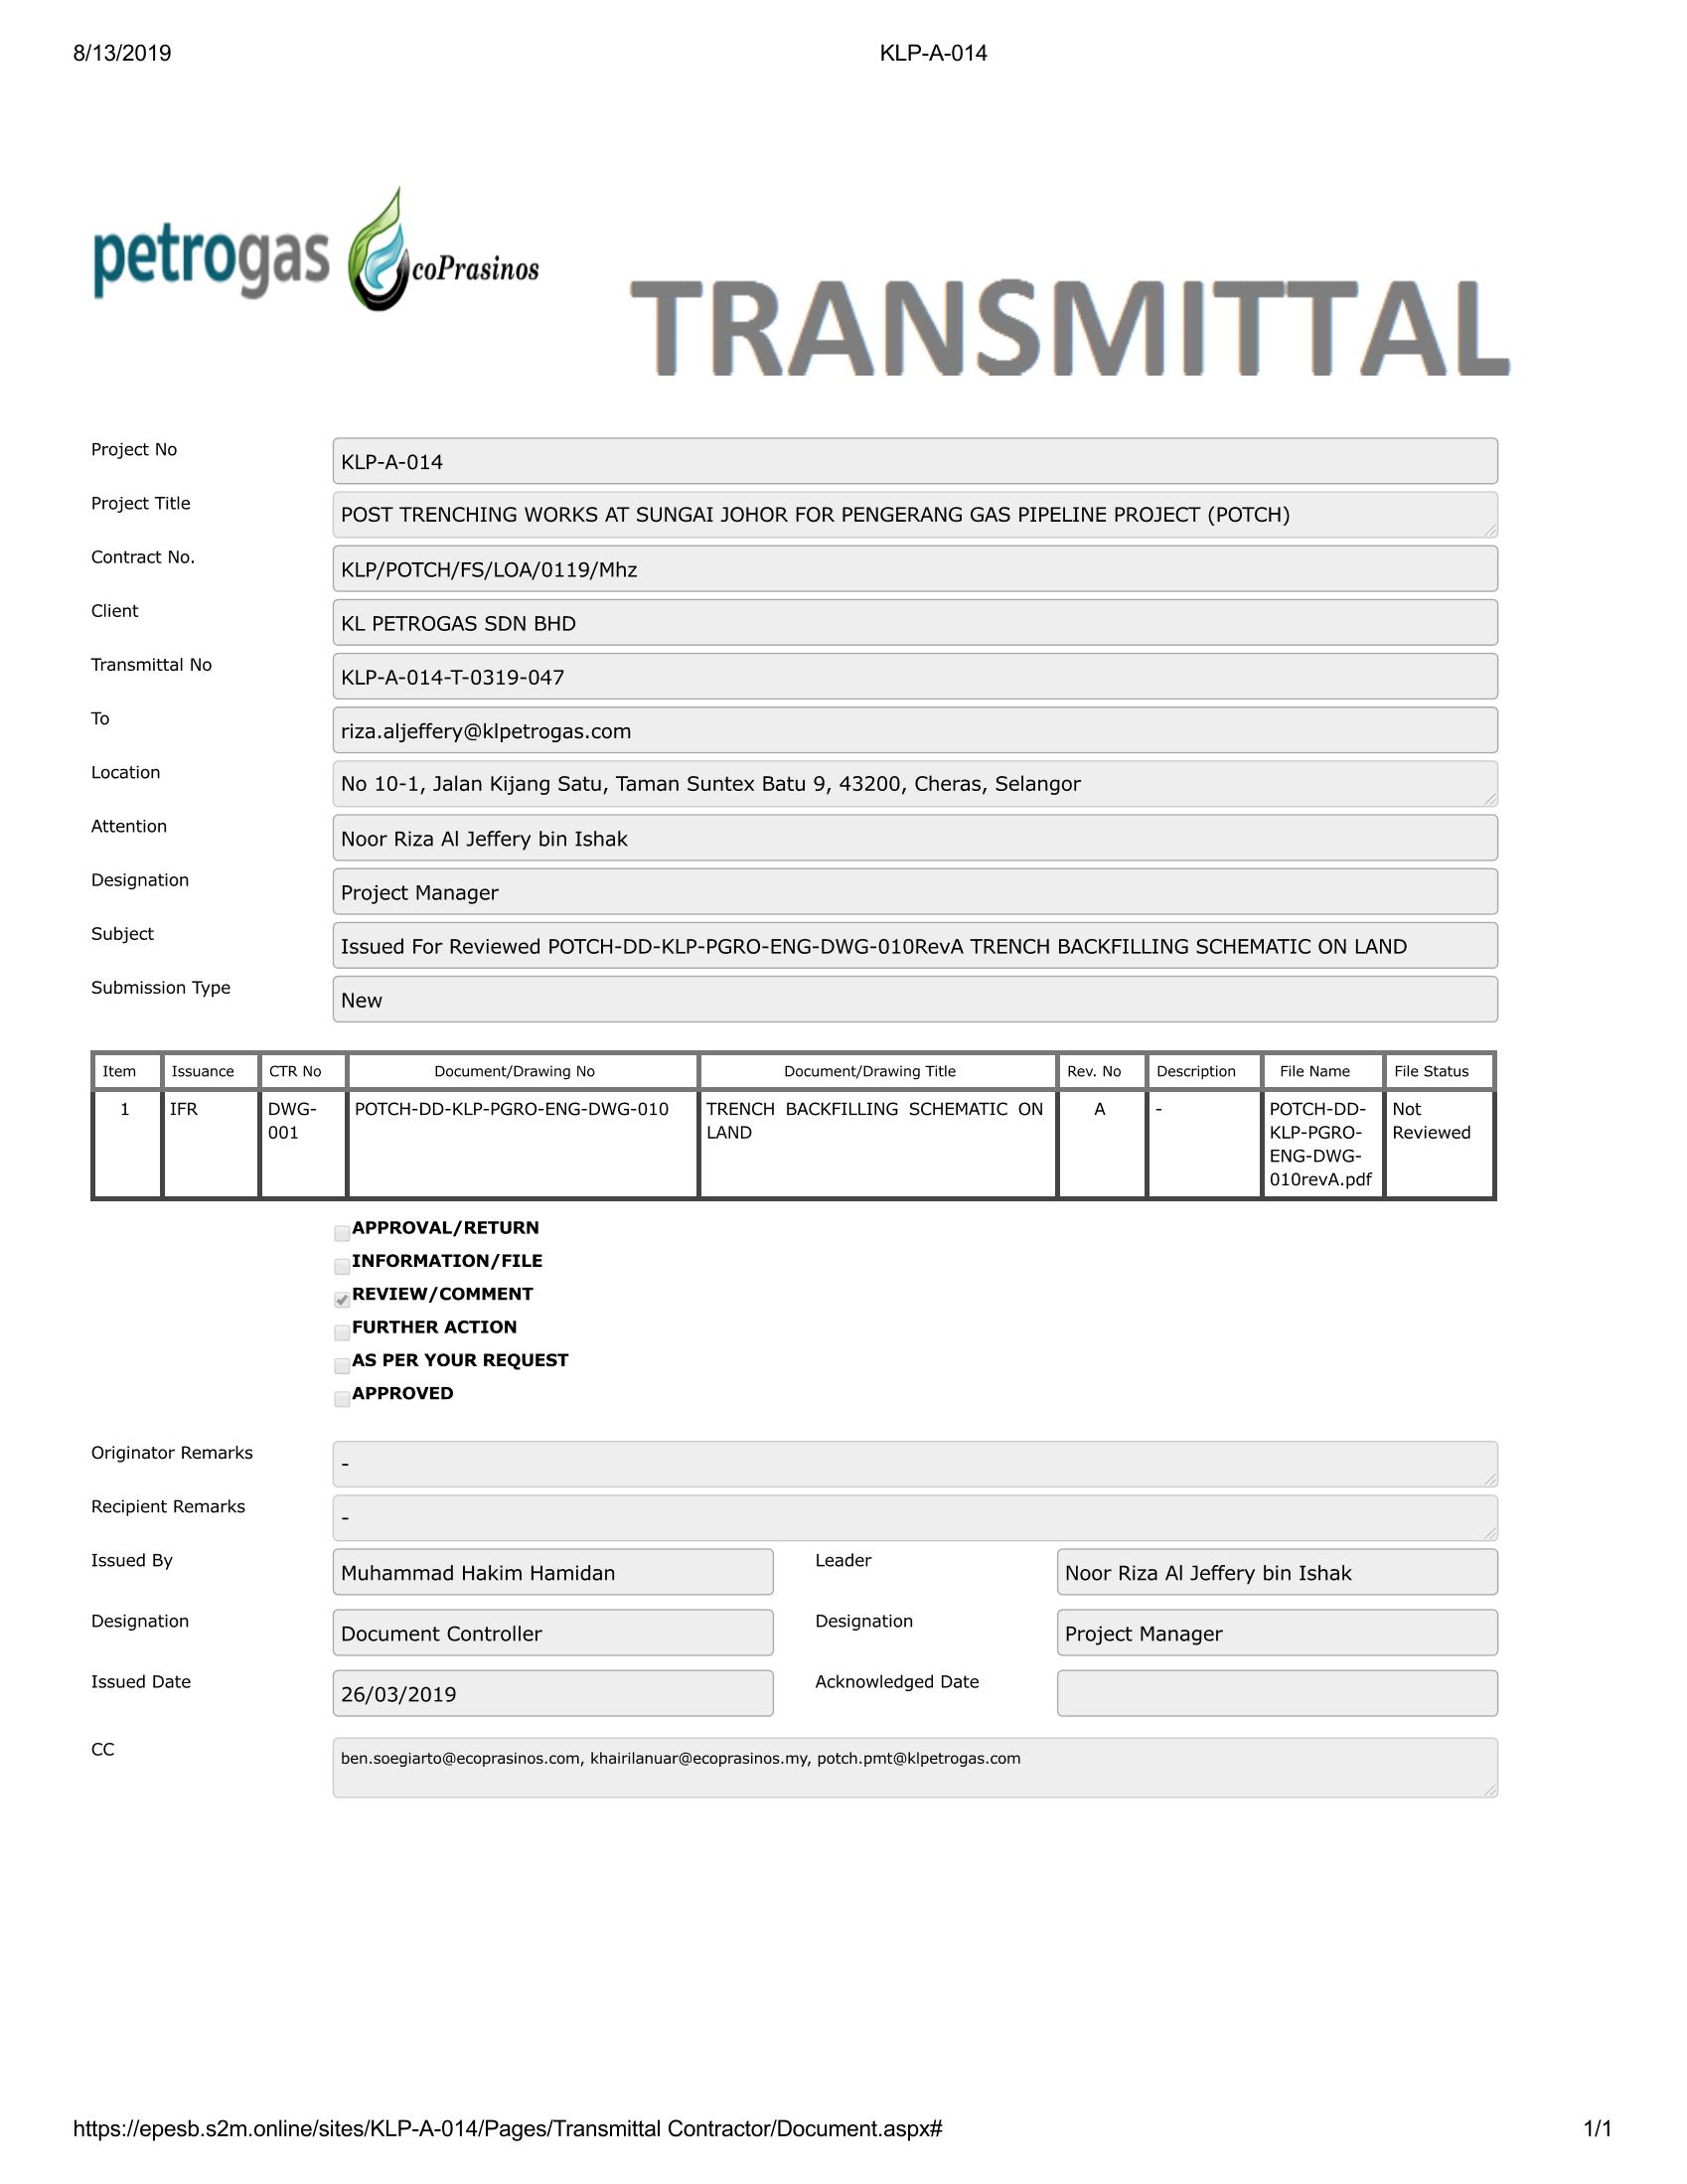 8/13/2019 KLP-A-014
petrogas coPrasinos
TRANSMITTAL
Project No KLP-A-014
Project Title POST TRENCHING WORKS AT SUNGAI JOHOR FOR PENGERANG GAS PIPELINE PROJECT (POTCH)
Contract No. KLP/POTCH/FS/LOA/0119/Mhz
Client KL PETROGAS SDN BHD
Transmittal No KLP-A-014-T-0319-047
To riza.aljeffery@klpetrogas.com
Location No 10-1, Jalan Kijang Satu, Taman Suntex Batu 9, 43200, Cheras, Selangor
Attention Noor Riza Al Jeffery bin Ishak
Designation Project Manager
Subject Issued For Reviewed POTCH-DD-KLP-PGRO-ENG-DWG-010RevA TRENCH BACKFILLING SCHEMATIC ON LAND
Submission Type New
Item Issuance CTR No Document/Drawing No Document/Drawing Title Rev. No Description File Name File Status
1 IFR DWG- POTCH-DD-KLP-PGRO-ENG-DWG-010 TRENCH BACKFILLING SCHEMATIC ON A - POTCH-DD- Not
001 LAND KLP-PGRO- Reviewed
ENG-DWG-
010revA.pdf
APPROVAL/RETURN
INFORMATION/FILE
REVIEW/COMMENT
FURTHER ACTION
AS PER YOUR REQUEST
APPROVED
Originator Remarks -
Recipient Remarks -
Issued By Muhammad Hakim Hamidan Leader Noor Riza Al Jeffery bin Ishak
Designation Document Controller Designation Project Manager
Issued Date 26/03/2019 Acknowledged Date
CC ben.soegiarto@ecoprasinos.com, khairilanuar@ecoprasinos.my, potch.pmt@klpetrogas.com
https://epesb.s2m.online/sites/KLP-A-014/Pages/Transmittal Contractor/Document.aspx# 1/1